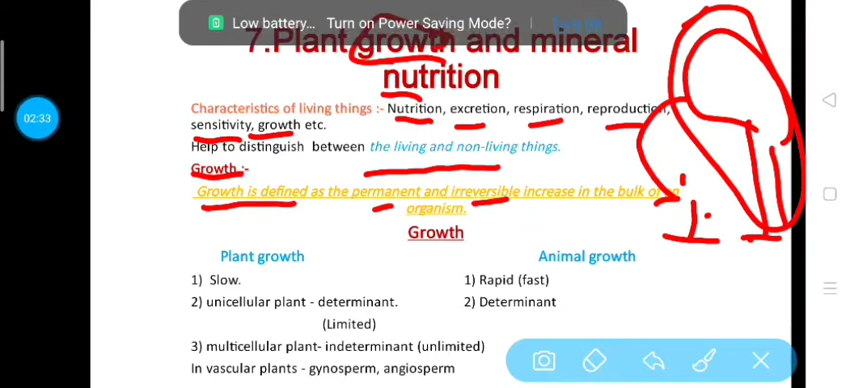 Low battery... Turn on Power Saving Mode?
7.Plant growth and mineral
nutrition
02:33
Characteristics of living things :- Nutrition, excretion, respiration, reproduction,
sensitivity, growth etc.
Help to distinguish between the living and non-living things.
Growth :-
Growth is defined as the permanent and irreversible increase in the bulk of an
organism.
Growth
Plant growth Animal growth
1) Slow. 1) Rapid (fast)
2) unicellular plant - determinant. 2) Determinant
(Limited)
3) multicellular plant- indeterminant (unlimited)
In vascular plants - gynosperm, angiosperm